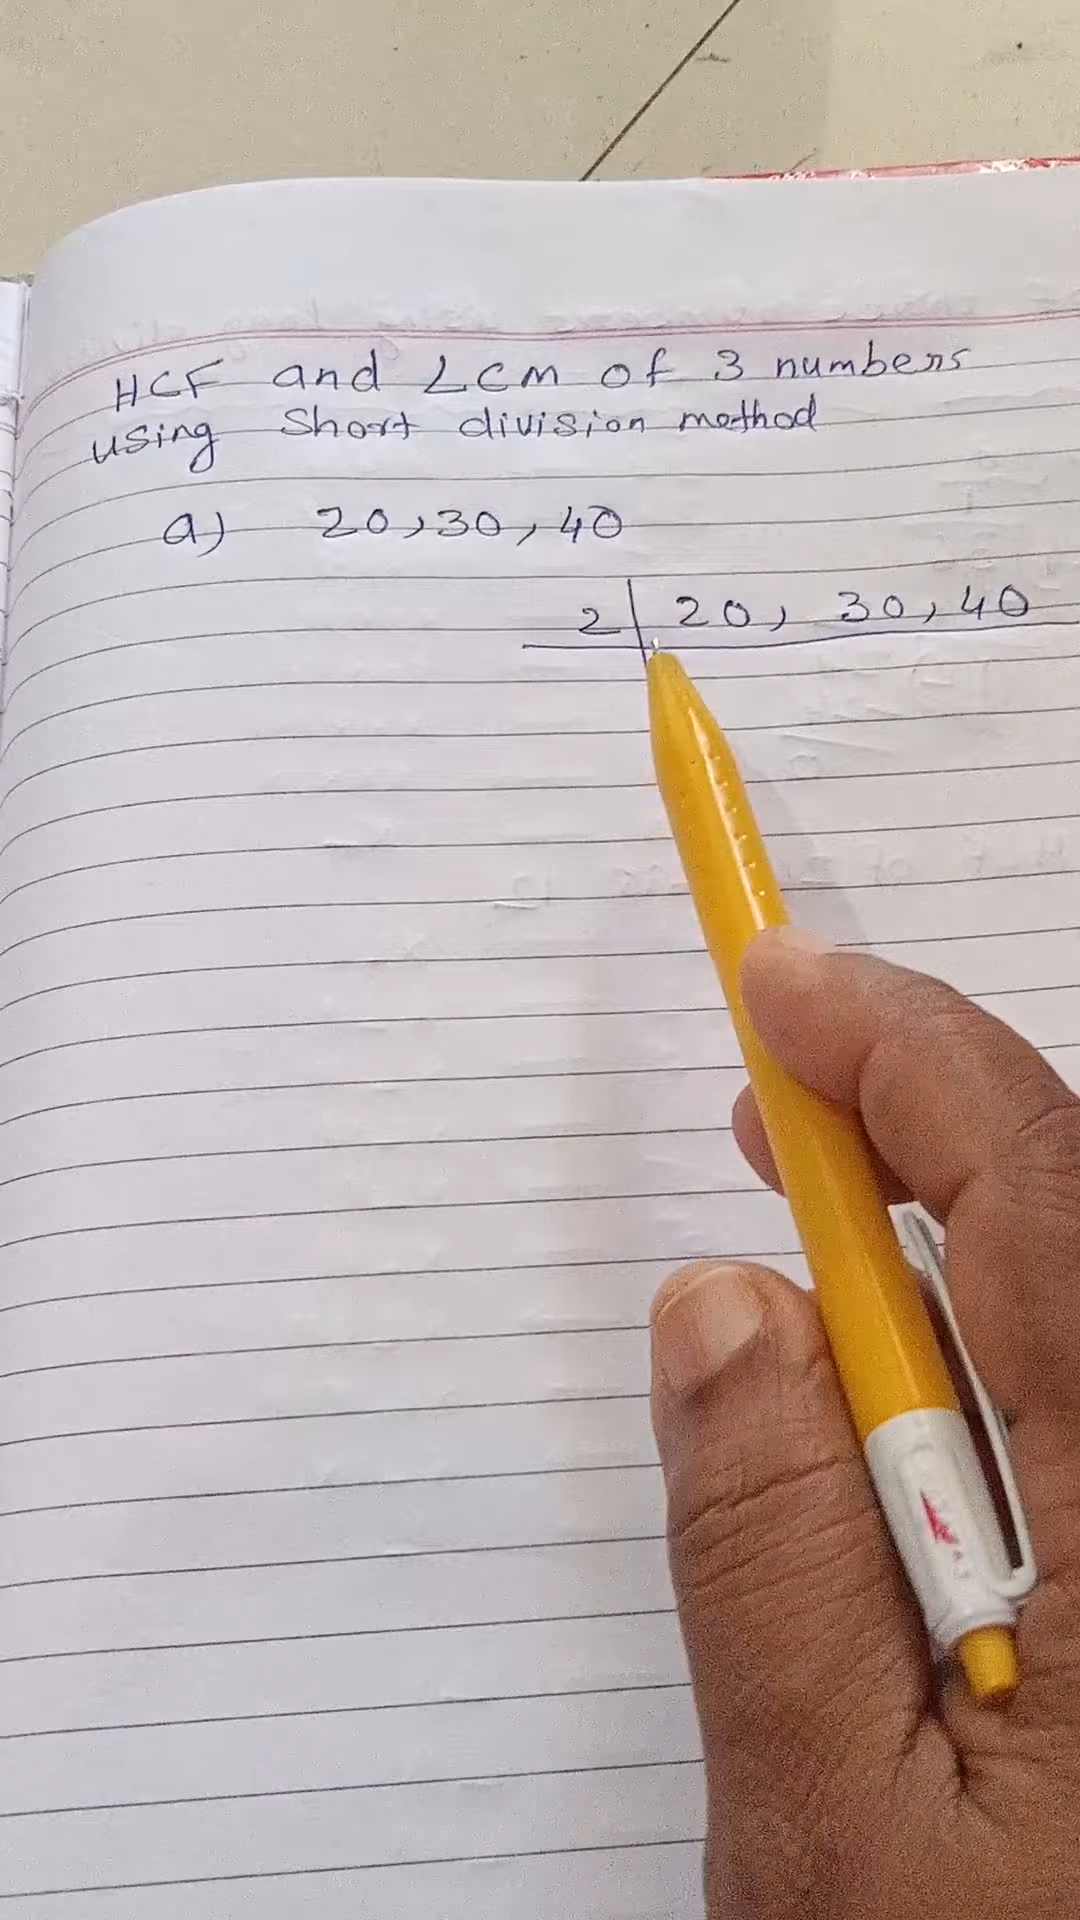 HCF and LCM of 3 numbers
using Short division method
a) 20, 30, 40
2 | 20, 30, 40